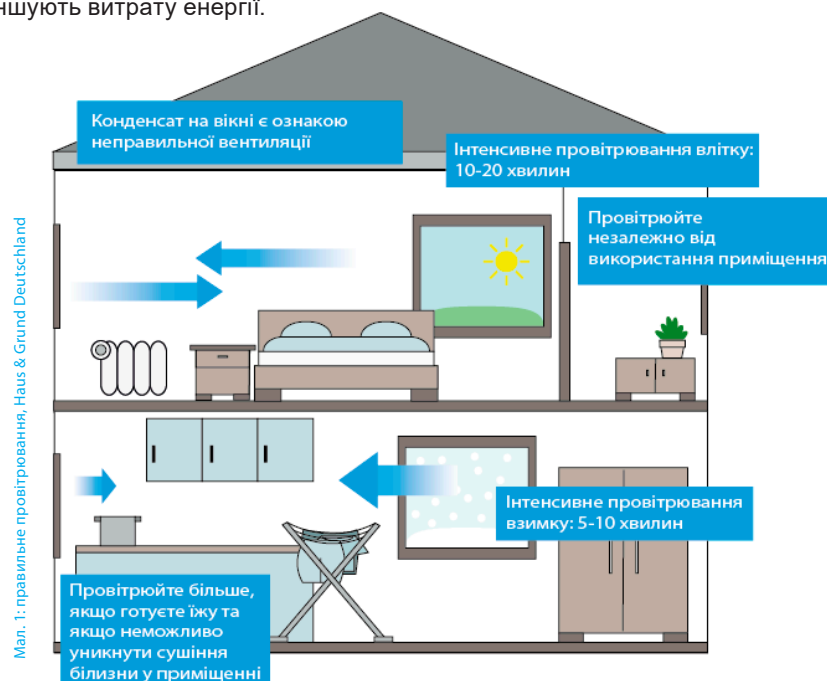 ншують витрату енергії.
Конденсат на вікні є ознакою
неправильної вентиляції
Інтенсивне провітрювання влітку:
10-20 хвилин
Провітрюйте
незалежно від
використання приміщення
Мал. 1: правильне провітрювання, Haus & Grund Deutschland
Інтенсивне провітрювання
взимку: 5-10 хвилин
Провітрюйте більше,
якщо готуєте їжу та
якщо неможливо
уникнути сушіння
білизни у приміщенні